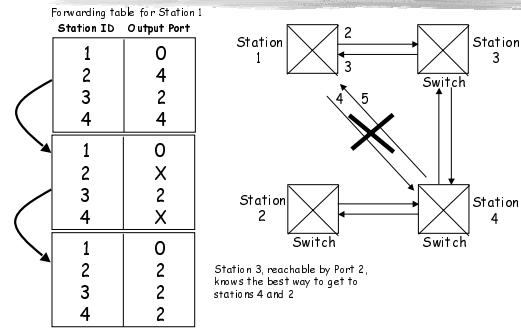 Forwarding table for Station 1
Station ID Output Port
1 0
2 4
3 2
4 4
1 0
2 X
3 2
4 X
1 0
2 2
3 2
4 2
Station
1
2
3
4 5
Station
3
Switch
Station
2
Switch
Station
4
Switch
Station 3, reachable by Port 2,
knows the best way to get to
stations 4 and 2